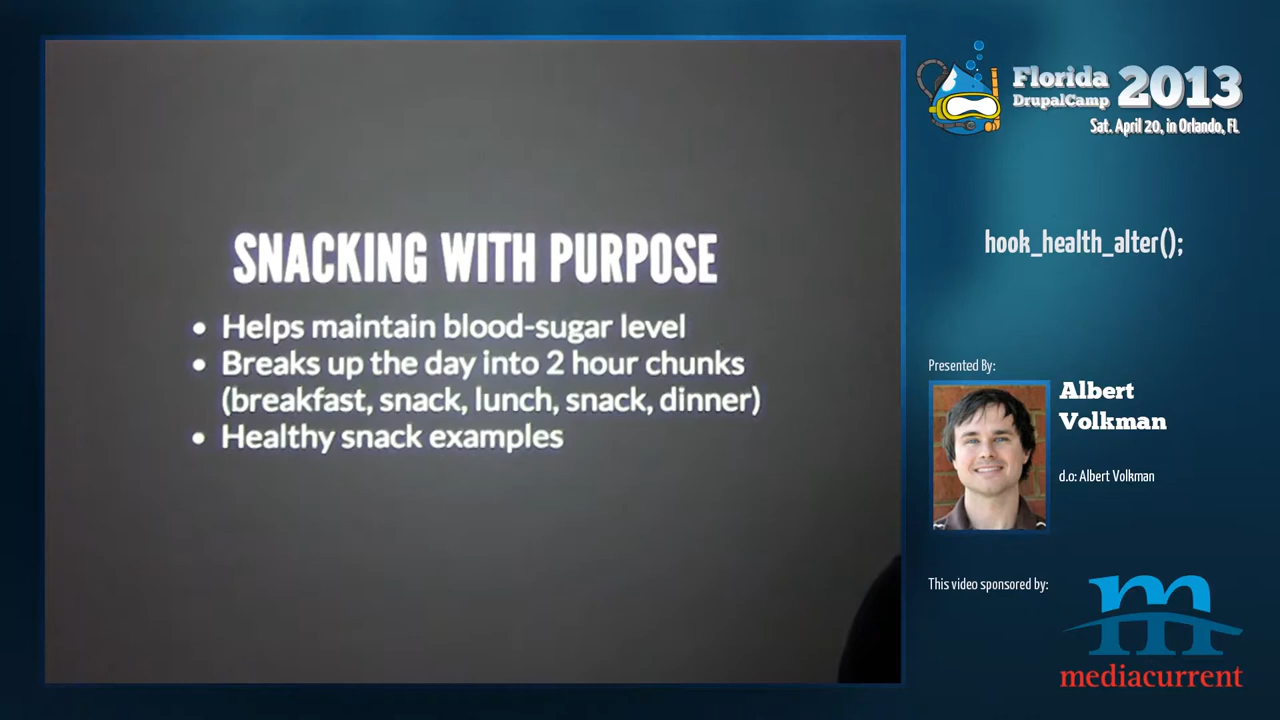 SNACKING WITH PURPOSE
• Helps maintain blood-sugar level
• Breaks up the day into 2 hour chunks
(breakfast, snack, lunch, snack, dinner)
• Healthy snack examples
Florida
DrupalCamp
2013
Sat. April 20, in Orlando, FL
hook_health_alter();
Presented By:
Albert
Volkman
d.o: Albert Volkman
This video sponsored by:
m
mediacurrent